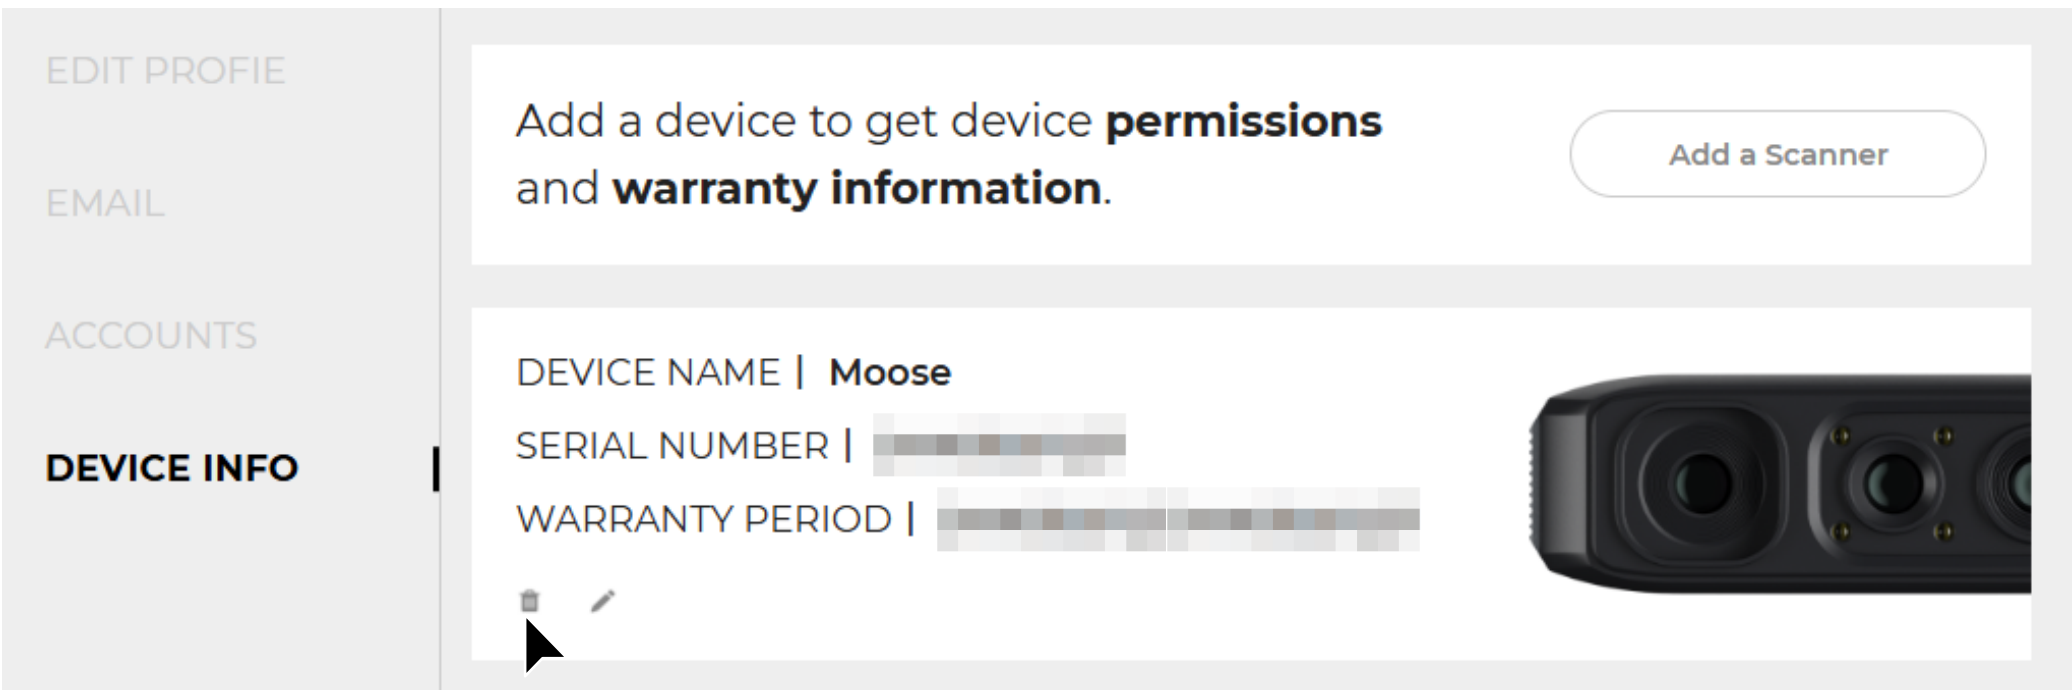 EDIT PROFIE
EMAIL
ACCOUNTS
DEVICE INFO
Add a device to get device permissions
and warranty information.
Add a Scanner
DEVICE NAME | Moose
SERIAL NUMBER |
WARRANTY PERIOD |